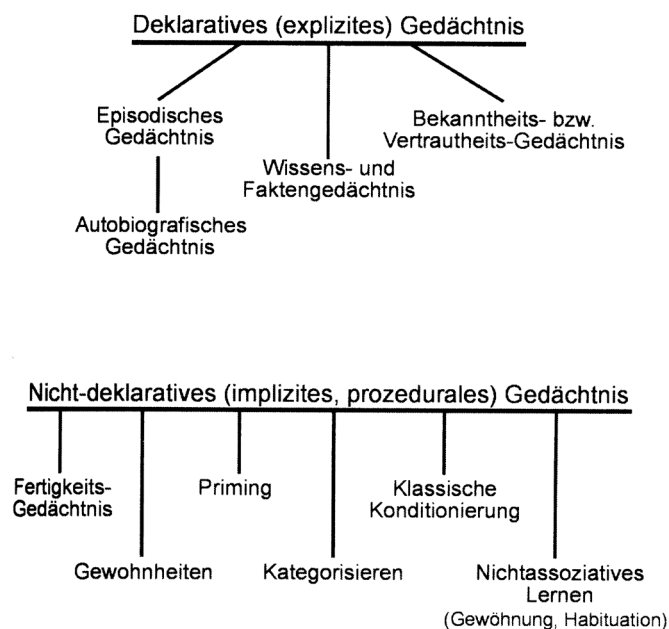 Deklaratives (explizites) Gedächtnis
Episodisches
Gedächtnis
Autobiografisches
Gedächtnis
Wissens- und
Faktengedächtnis
Bekanntheits- bzw.
Vertrautheits-Gedächtnis
Nicht-deklaratives (implizites, prozedurales) Gedächtnis
Fertigkeits-
Gedächtnis
Gewohnheiten
Priming
Kategorisieren
Klassische
Konditionierung
Nichtassoziatives
Lernen
(Gewöhnung, Habituation)